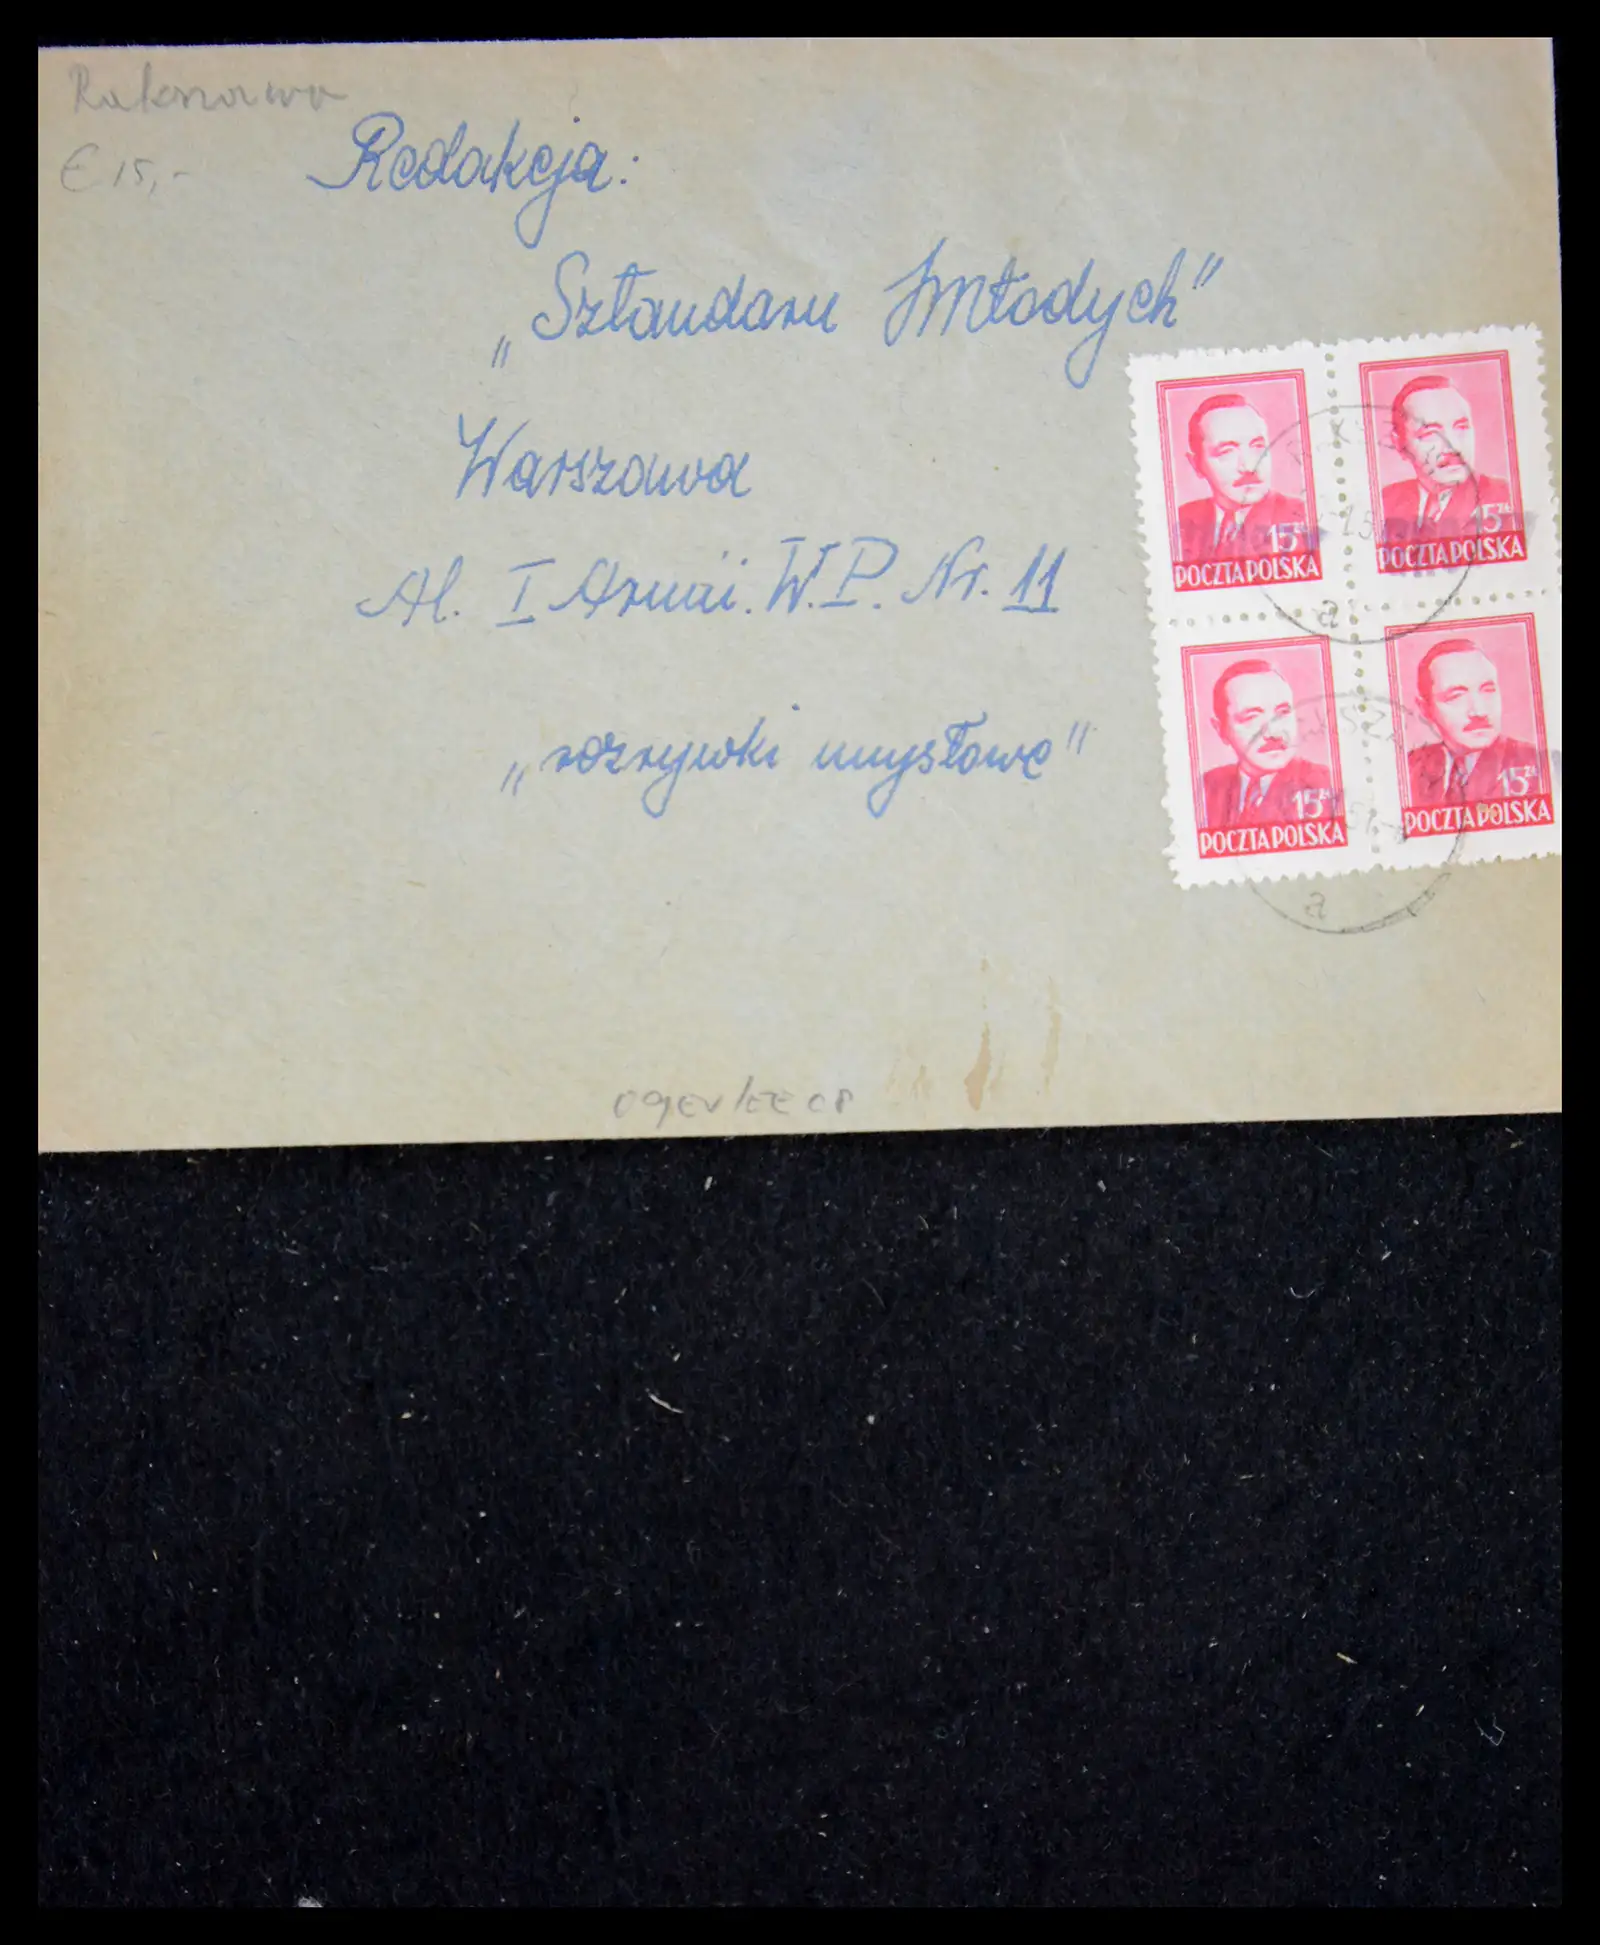 Rakszawa
€ 15,-
Redakcja:
„Sztandaru Młodych"
Warszawa
Al. I Armii. W.P. Nr. 11
„rozrywki umysłowe"
15zł
POCZTA POLSKA
15zł
POCZTA POLSKA
a
15zł
POCZTA POLSKA
15zł
POCZTA POLSKA
a